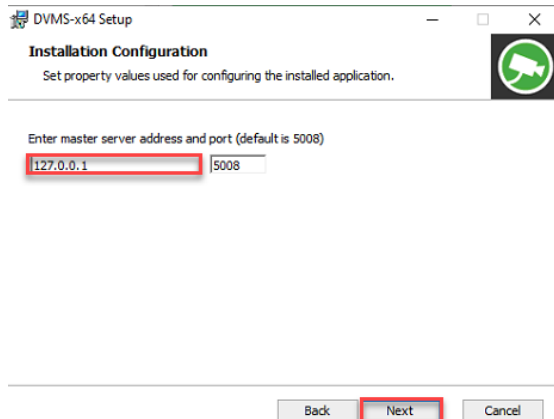 DVMS-x64 Setup
Installation Configuration
Set property values used for configuring the installed application.
Enter master server address and port (default is 5008)
127.0.0.1 5008
Back Next Cancel